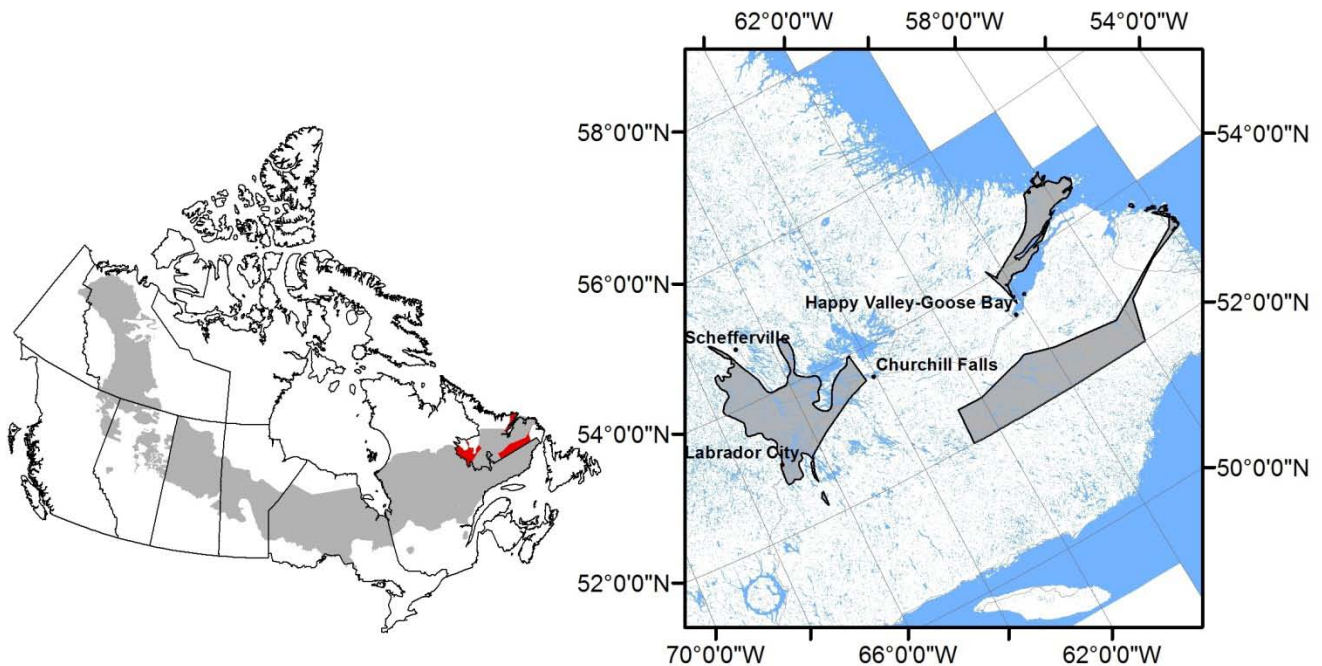 62°0'0"W
58°0'0"W
54°0'0"W
58°0'0"N
54°0'0"N
56°0'0"N
Happy Valley-Goose Bay
52°0'0"N
Schefferville
Churchill Falls
54°0'0"N
Labrador City
50°0'0"N
52°0'0"N
70°0'0"W
66°0'0"W
62°0'0"W